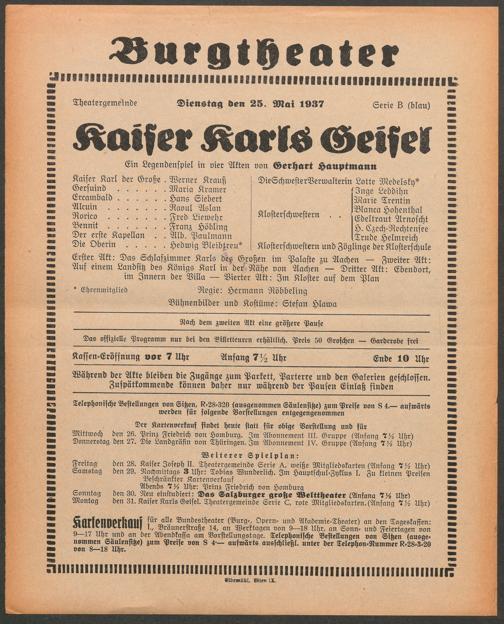 Burgtheater
Theatergemeinde Dienstag den 25. Mai 1937 Serie B (blau)
Kaiser Karls Geisel
Ein Legendenspiel in vier Akten von Gerhart Hauptmann
Kaiser Karl der Große . Werner Krauß
Gersuind . . . . . . Maria Kramer
Ercambald . . . . . Hans Siebert
Alcuin . . . . . . . Raoul Aslan
Rorico . . . . . . . Fred Liewehr
Bennit . . . . . . . Franz Höbling
Der erste Kapellan . Alb. Paulmann
Die Oberin . . . . . Hedwig Bleibtreu*
Die Schwester Verwalterin Lotte Medelsky*
Klosterschwestern . .
Inge Leddihn
Marie Trentin
Blanca Hohenthal
Edeltraut Arnoscht
H. Czech-Rechtensee
Trude Helmreich
Klosterschwestern und Zöglinge der Klosterschule
Erster Akt: Das Schlafzimmer Karls des Großen im Palaste zu Aachen — Zweiter Akt:
Auf einem Landsitz des Königs Karl in der Nähe von Aachen — Dritter Akt: Ebendort,
im Innern der Villa — Vierter Akt: Im Kloster auf dem Plan
* Ehrenmitglied Regie: Hermann Röbbeling
Bühnenbilder und Kostüme: Stefan Hlawa
Nach dem zweiten Akt eine größere Pause
Das offizielle Programm nur bei den Billetteuren erhältlich. Preis 50 Groschen — Garderobe frei
Kassen-Eröffnung vor 7 Uhr Anfang 7½ Uhr Ende 10 Uhr
Während der Akte bleiben die Zugänge zum Parkett, Parterre und den Galerien geschlossen.
Zuspätkommende können daher nur während der Pausen Einlaß finden
Telephonische Bestellungen von Sitzen, R-28-320 (ausgenommen Säulensitze) zum Preise von S 4.— aufwärts
werden für folgende Vorstellungen entgegengenommen
Der Kartenverkauf findet heute statt für obige Vorstellung und für
Mittwoch den 26. Prinz Friedrich von Homburg. Im Abonnement III. Gruppe (Anfang 7½ Uhr)
Donnerstag den 27. Die Landgräfin von Thüringen. Im Abonnement IV. Gruppe (Anfang 7½ Uhr)
Weiterer Spielplan:
Freitag den 28. Kaiser Joseph II. Theatergemeinde Serie A, weiße Mitgliedskarten (Anfang 7½ Uhr)
Samstag den 29. Nachmittags 3 Uhr: Tobias Wunderlich. Im Hauptschul-Zyklus I. Zu kleinen Preisen
Beschränkter Kartenverkauf
Abends 7½ Uhr: Prinz Friedrich von Homburg
Sonntag den 30. Neu einstudiert: Das Salzburger große Welttheater (Anfang 7½ Uhr)
Montag den 31. Kaiser Karls Geisel. Theatergemeinde Serie C, rote Mitgliedskarten (Anfang 7½ Uhr)
Kartenverkauf für alle Bundestheater (Burg-, Opern- und Akademie-Theater) an den Tageskassen:
I., Bräunerstraße 14, an Werktagen von 9—18 Uhr, an Sonn- und Feiertagen von
9—17 Uhr und an der Abendkassa am Vorstellungstage. Telephonische Bestellungen von Sitzen (ausge-
nommen Säulensitze) zum Preise von S 4— aufwärts ausschließl. unter der Telephon-Nummer R-28-3-20
von 8—18 Uhr.
Elbemühl, Wien IX.